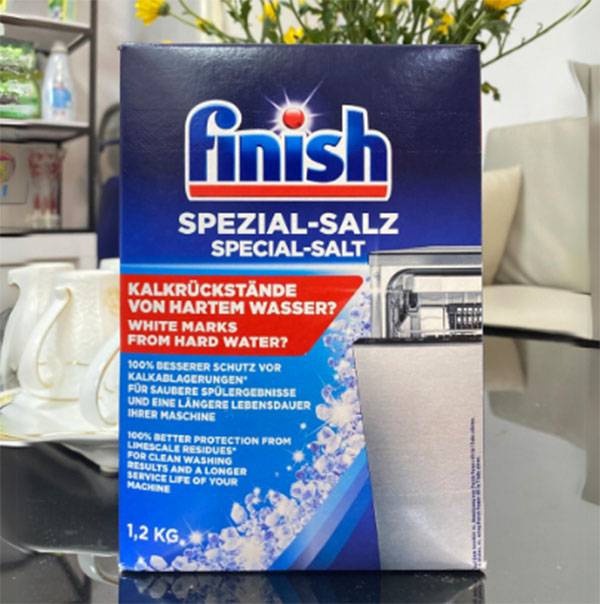 finish
SPEZIAL-SALZ
SPECIAL-SALT
KALKRÜCKSTÄNDE
VON HARTEM WASSER?
WHITE MARKS
FROM HARD WATER?
100% BESSERER SCHUTZ VOR
KALKABLAGERUNGEN*
FÜR SAUBERE SPÜLERGEBNISSE
UND EINE LÄNGERE LEBENSDAUER
IHRER MASCHINE
100% BETTER PROTECTION FROM
LIMESCALE RESIDUES*
FOR CLEAN WASHING
RESULTS AND A LONGER
SERVICE LIFE OF YOUR
MACHINE
1,2 KG